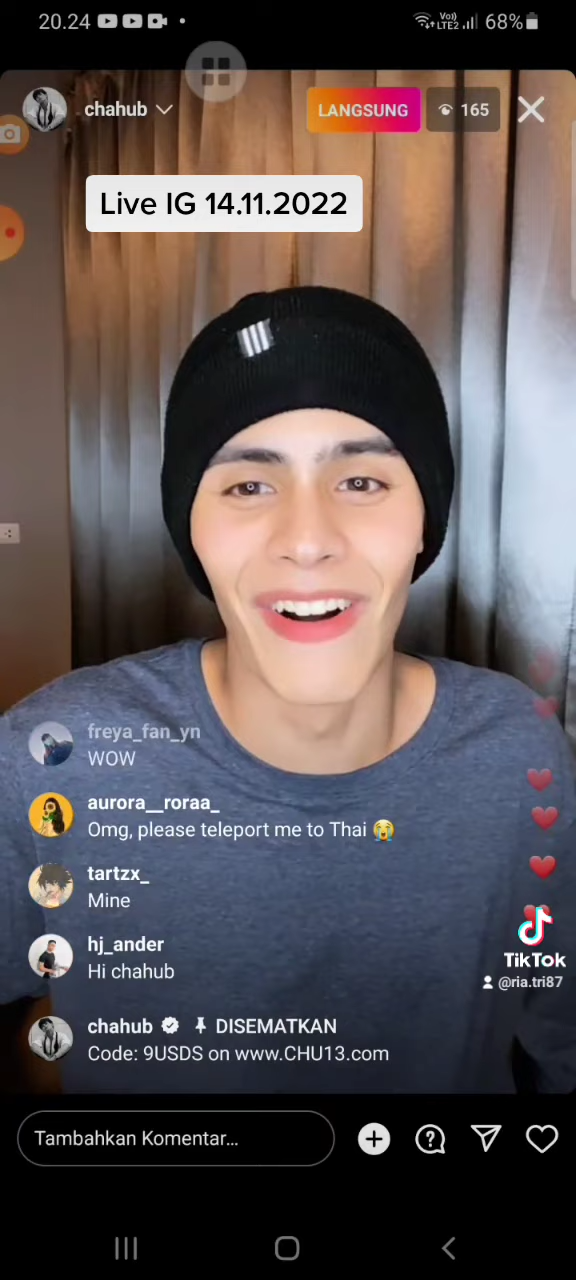 20.24 68%
Vo)) LTE2
chahub LANGSUNG 165
Live IG 14.11.2022
freya_fan_yn
WOW
aurora__roraa_
Omg, please teleport me to Thai 😭
tartzx_
Mine
hj_ander
Hi chahub
TikTok
@ria.tri87
chahub DISEMATKAN
Code: 9USDS on www.CHU13.com
Tambahkan Komentar...